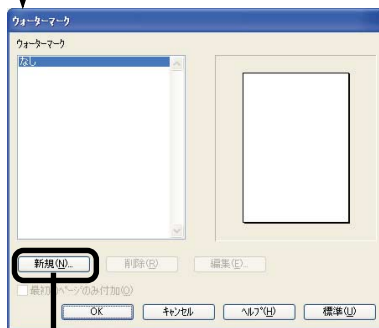 ウォーターマーク
ウォーターマーク
なし
新規(N)... 削除(R) 編集(E)...
最初のページのみ付加(O)
OK キャンセル ヘルプ(H) 標準(U)